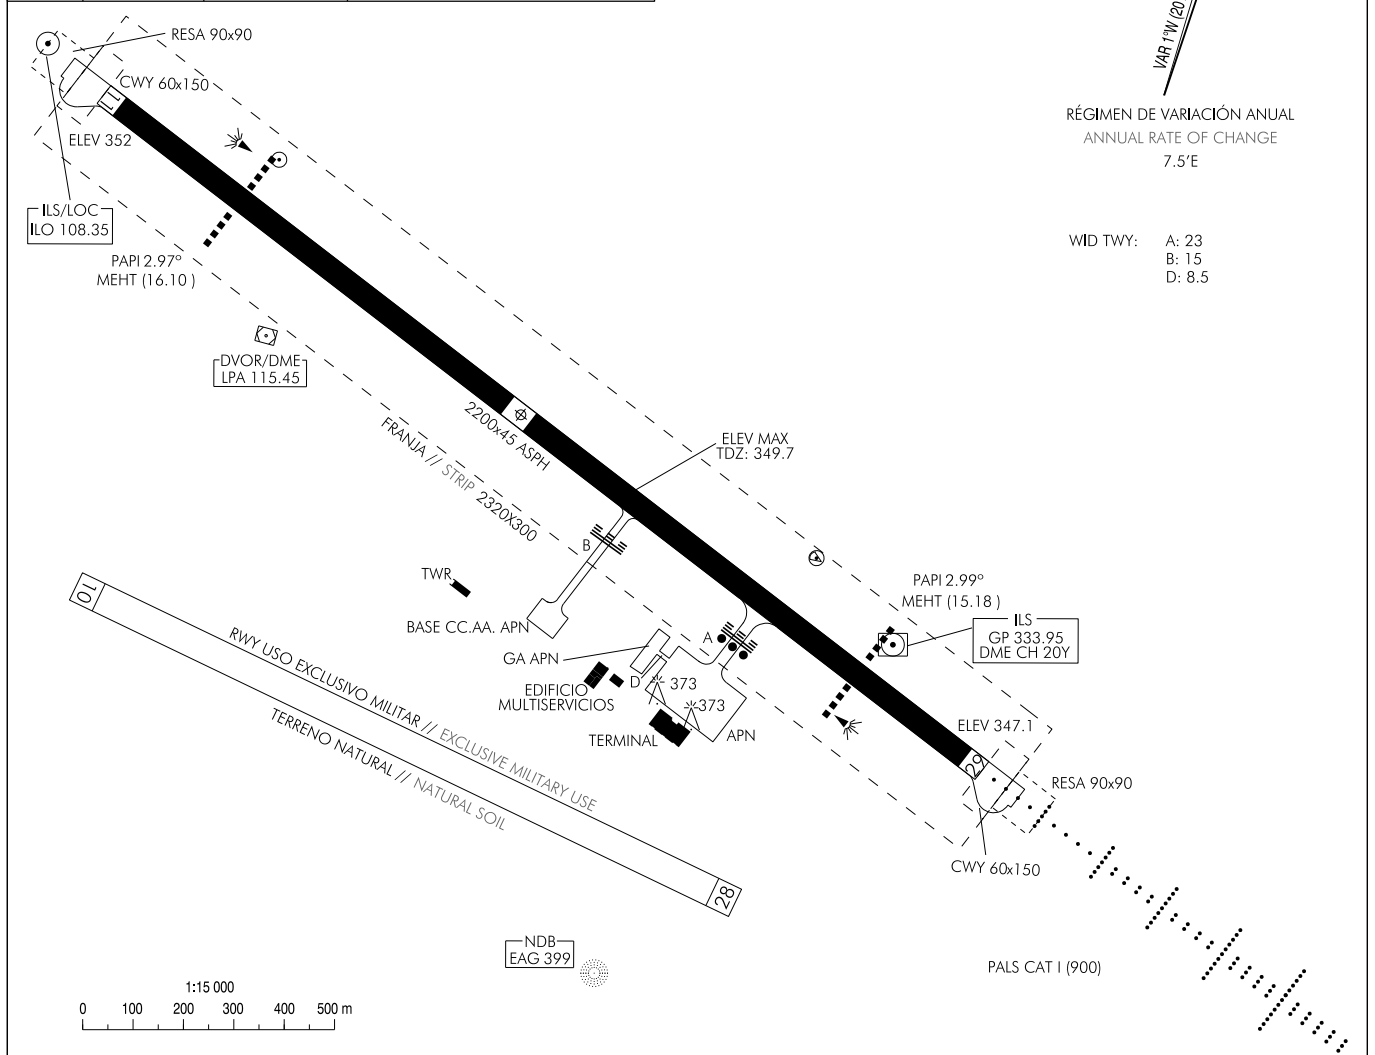 RESA 90x90
CWY 60x150
11
ELEV 352
ILS/LOC
ILO 108.35
PAPI 2.97°
MEHT (16.10 )
DVOR/DME
LPA 115.45
VAR 1°W (20
RÉGIMEN DE VARIACIÓN ANUAL
ANNUAL RATE OF CHANGE
7.5'E
WID TWY: A: 23
B: 15
D: 8.5
2200x45 ASPH
FRANJA // STRIP 2320X300
ELEV MAX
TDZ: 349.7
B
TWR
BASE CC.AA. APN
GA APN
EDIFICIO
MULTISERVICIOS
D
A
373
373
TERMINAL
APN
PAPI 2.99°
MEHT (15.18 )
ILS
GP 333.95
DME CH 20Y
ELEV 347.1
29
RESA 90x90
CWY 60x150
10
RWY USO EXCLUSIVO MILITAR // EXCLUSIVE MILITARY USE
TERRENO NATURAL // NATURAL SOIL
28
NDB
EAG 399
PALS CAT I (900)
1:15 000
0 100 200 300 400 500 m